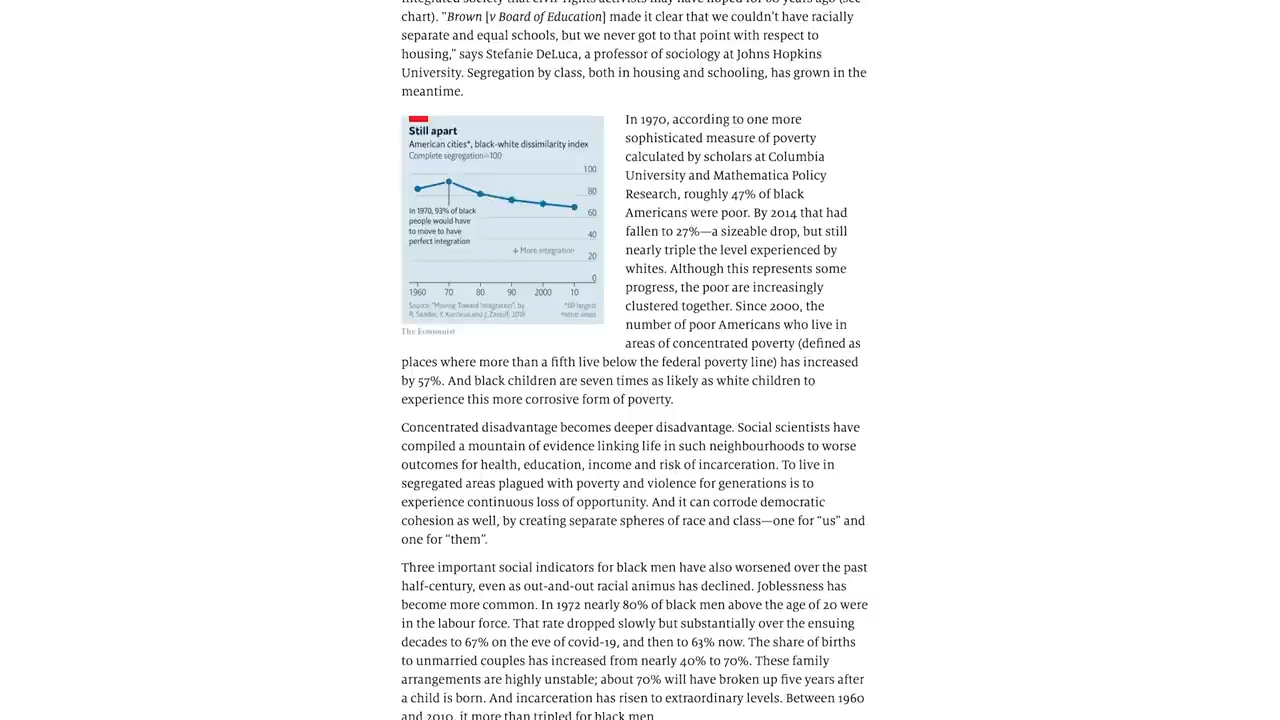 chart). "Brown [v Board of Education] made it clear that we couldn't have racially
separate and equal schools, but we never got to that point with respect to
housing," says Stefanie DeLuca, a professor of sociology at Johns Hopkins
University. Segregation by class, both in housing and schooling, has grown in the
meantime.
Still apart
American cities*, black-white dissimilarity index
Complete segregation=100
100
80
60
40
20
0
In 1970, 93% of black
people would have
to move to have
perfect integration
↓ More integration
1960 70 80 90 2000 10
Source: "Moving Toward Integration", by
R. Sander, Y. Kucheva and J. Zasloff, 2018
*60 largest
metro areas
The Economist
In 1970, according to one more
sophisticated measure of poverty
calculated by scholars at Columbia
University and Mathematica Policy
Research, roughly 47% of black
Americans were poor. By 2014 that had
fallen to 27%—a sizeable drop, but still
nearly triple the level experienced by
whites. Although this represents some
progress, the poor are increasingly
clustered together. Since 2000, the
number of poor Americans who live in
areas of concentrated poverty (defined as
places where more than a fifth live below the federal poverty line) has increased
by 57%. And black children are seven times as likely as white children to
experience this more corrosive form of poverty.
Concentrated disadvantage becomes deeper disadvantage. Social scientists have
compiled a mountain of evidence linking life in such neighbourhoods to worse
outcomes for health, education, income and risk of incarceration. To live in
segregated areas plagued with poverty and violence for generations is to
experience continuous loss of opportunity. And it can corrode democratic
cohesion as well, by creating separate spheres of race and class—one for “us” and
one for “them”.
Three important social indicators for black men have also worsened over the past
half-century, even as out-and-out racial animus has declined. Joblessness has
become more common. In 1972 nearly 80% of black men above the age of 20 were
in the labour force. That rate dropped slowly but substantially over the ensuing
decades to 67% on the eve of covid-19, and then to 63% now. The share of births
to unmarried couples has increased from nearly 40% to 70%. These family
arrangements are highly unstable; about 70% will have broken up five years after
a child is born. And incarceration has risen to extraordinary levels. Between 1960
and 2010, it more than tripled for black men